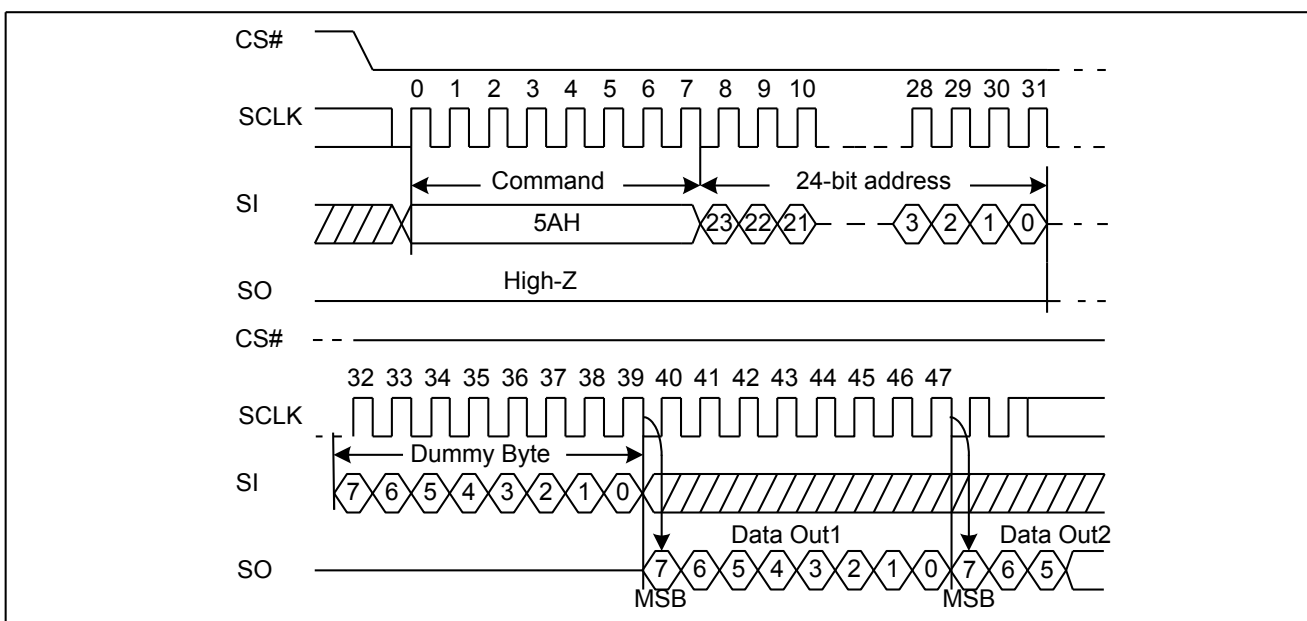 CS#
0 1 2 3 4 5 6 7 8 9 10 28 29 30 31
SCLK
Command 24-bit address
SI
5AH 23 22 21 3 2 1 0
High-Z
SO
CS#
32 33 34 35 36 37 38 39 40 41 42 43 44 45 46 47
SCLK
Dummy Byte
SI
7 6 5 4 3 2 1 0
Data Out1 Data Out2
SO
7 6 5 4 3 2 1 0 7 6 5
MSB MSB